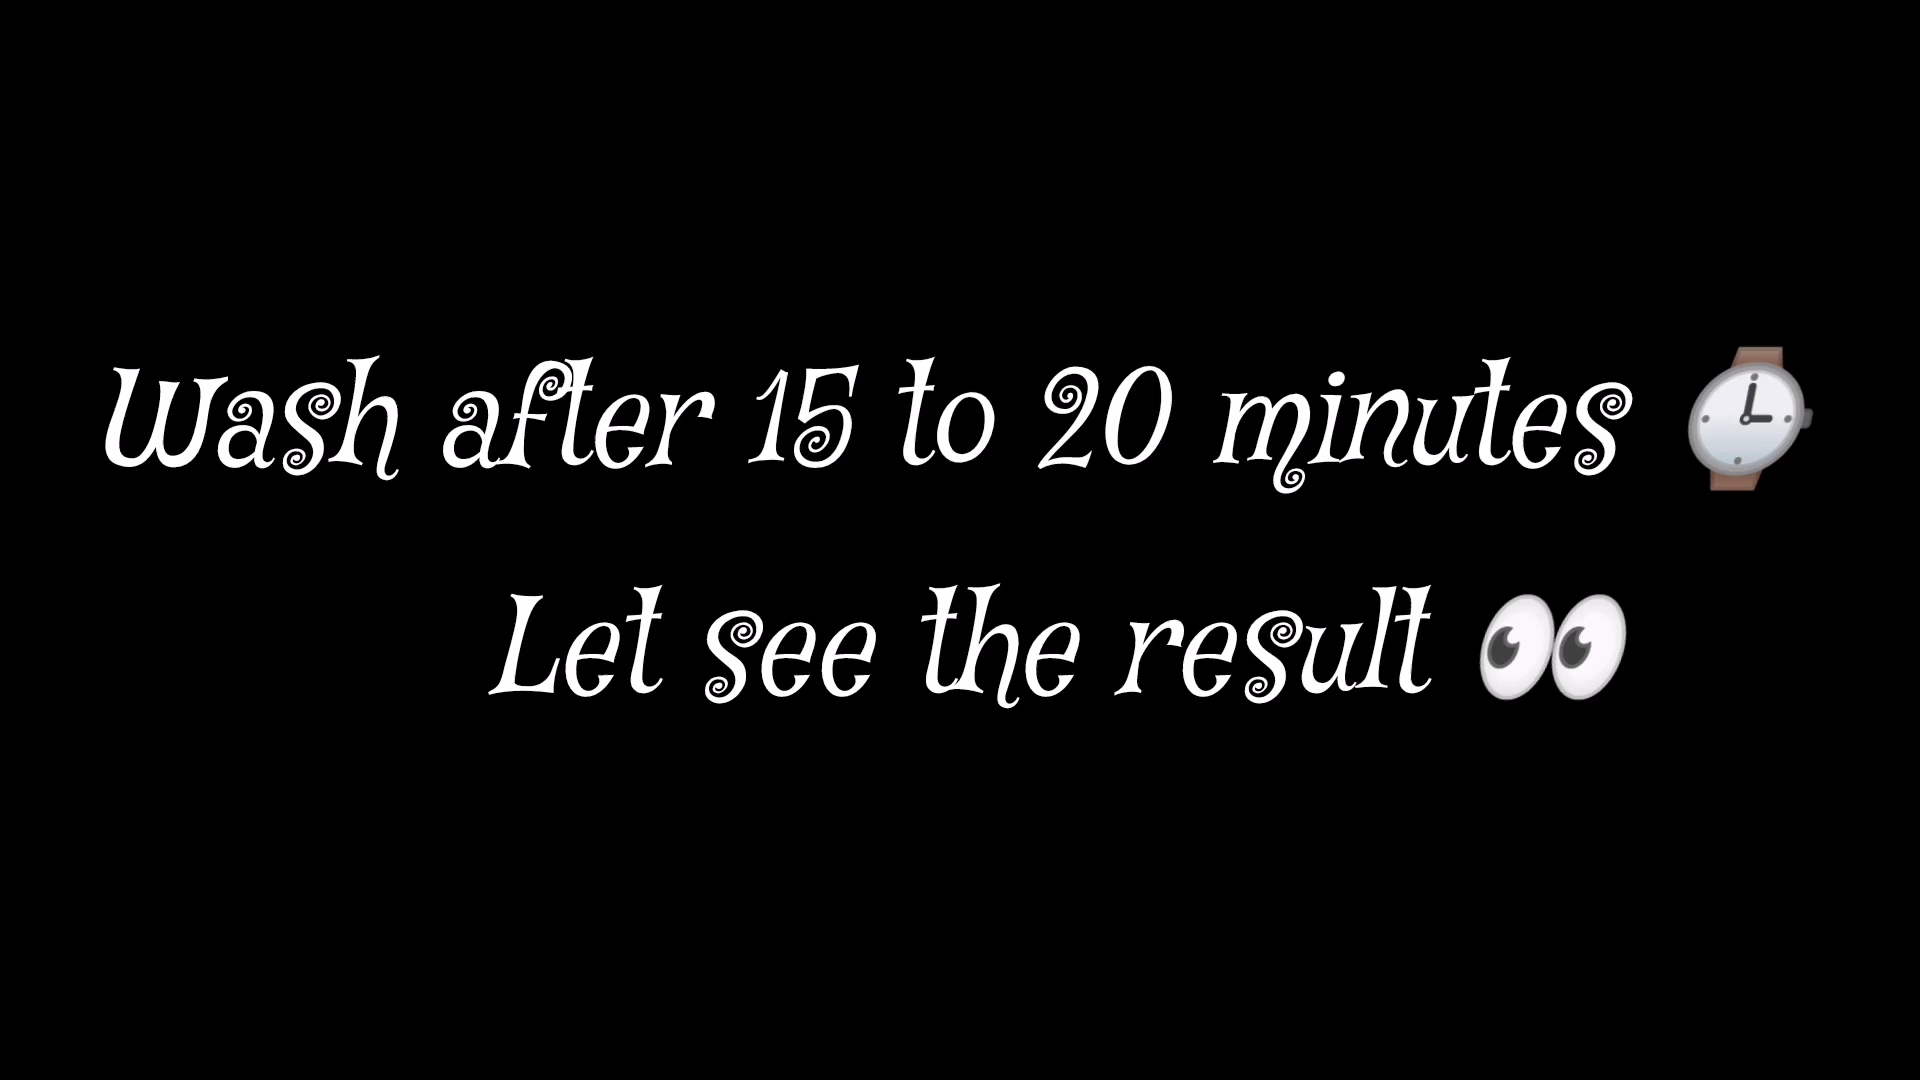 Wash after 15 to 20 minutes ⌚
Let see the result 👀